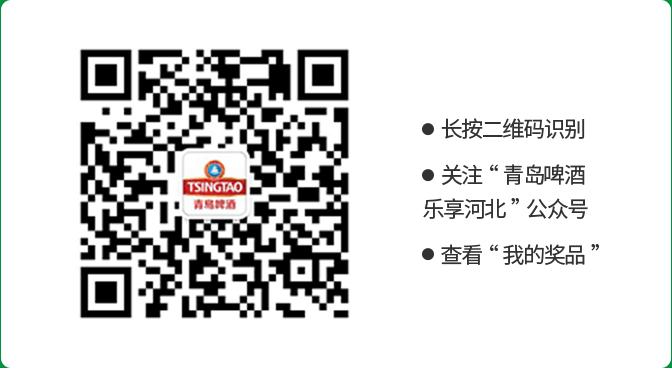 TSINGTAO
青岛啤酒
● 长按二维码识别
● 关注“青岛啤酒
乐享河北”公众号
● 查看“我的奖品”